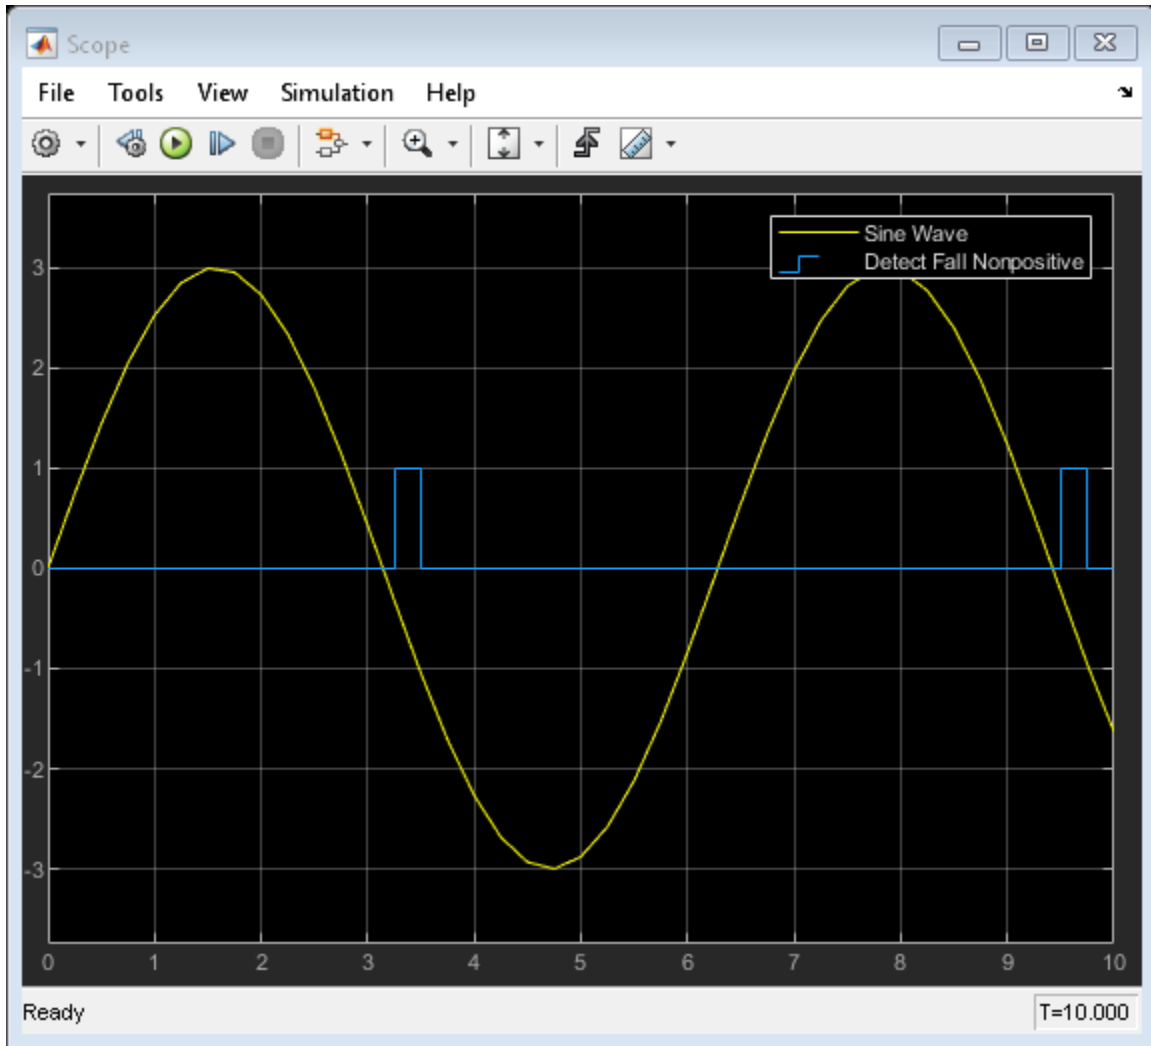 Scope
File Tools View Simulation Help
Sine Wave
Detect Fall Nonpositive
3
2
1
0
-1
-2
-3
0 1 2 3 4 5 6 7 8 9 10
Ready T=10.000